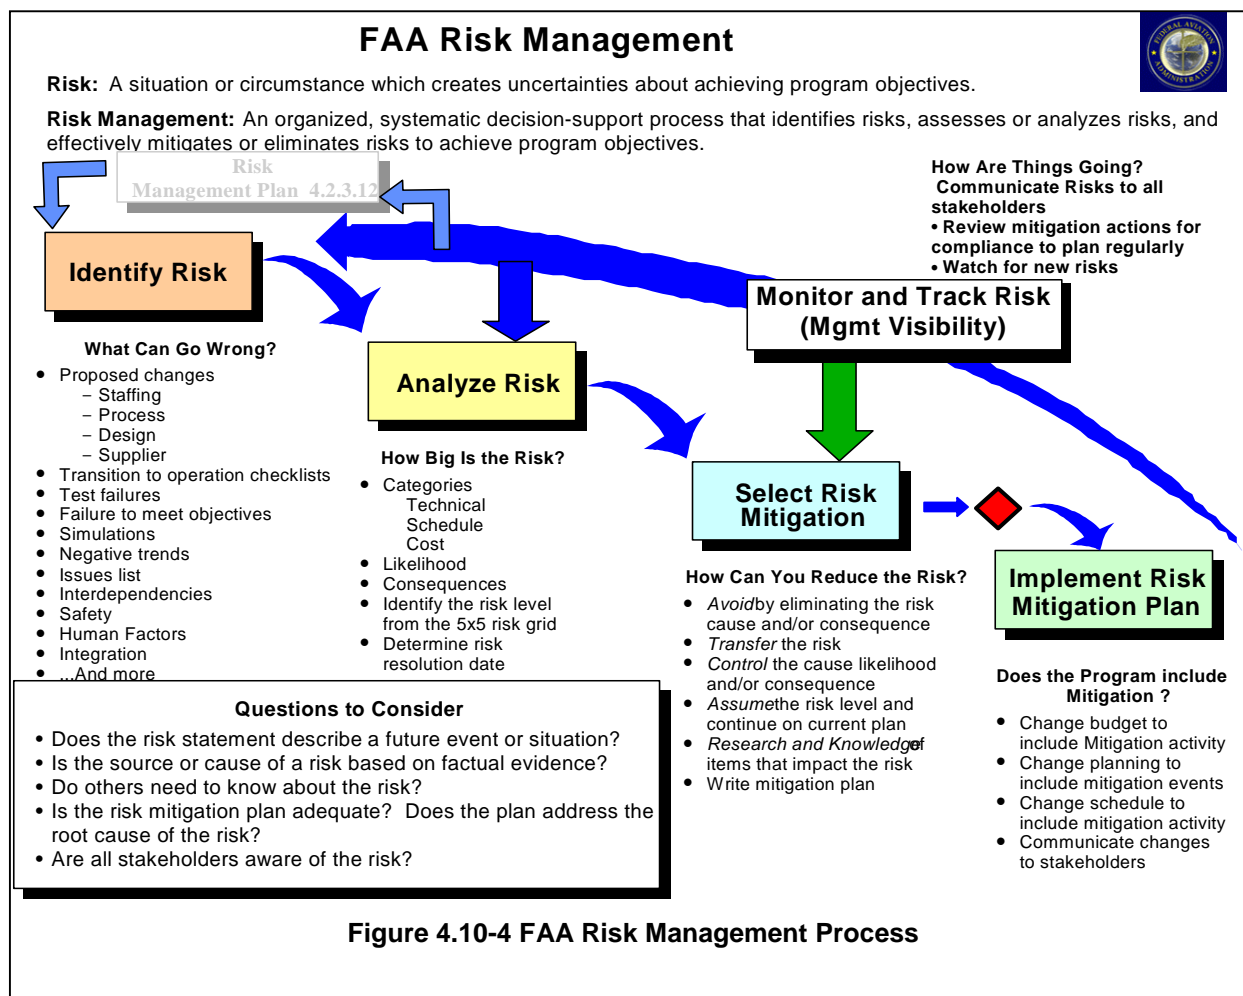 FAA Risk Management
FEDERAL AVIATION
ADMINISTRATION
Risk: A situation or circumstance which creates uncertainties about achieving program objectives.
Risk Management: An organized, systematic decision-support process that identifies risks, assesses or analyzes risks, and
effectively mitigates or eliminates risks to achieve program objectives.
Risk
Management Plan 4.2.3.12
How Are Things Going?
Communicate Risks to all
stakeholders
• Review mitigation actions for
compliance to plan regularly
• Watch for new risks
Identify Risk
Monitor and Track Risk
(Mgmt Visibility)
What Can Go Wrong?
• Proposed changes
– Staffing
– Process
– Design
– Supplier
• Transition to operation checklists
• Test failures
• Failure to meet objectives
• Simulations
• Negative trends
• Issues list
• Interdependencies
• Safety
• Human Factors
• Integration
• ...And more
Analyze Risk
How Big Is the Risk?
• Categories
Technical
Schedule
Cost
• Likelihood
• Consequences
• Identify the risk level
from the 5x5 risk grid
• Determine risk
resolution date
Select Risk
Mitigation
How Can You Reduce the Risk?
• Avoidby eliminating the risk
cause and/or consequence
• Transfer the risk
• Control the cause likelihood
and/or consequence
• Assumethe risk level and
continue on current plan
• Research and Knowledge of
items that impact the risk
• Write mitigation plan
Implement Risk
Mitigation Plan
Does the Program include
Mitigation ?
• Change budget to
include Mitigation activity
• Change planning to
include mitigation events
• Change schedule to
include mitigation activity
• Communicate changes
to stakeholders
Questions to Consider
• Does the risk statement describe a future event or situation?
• Is the source or cause of a risk based on factual evidence?
• Do others need to know about the risk?
• Is the risk mitigation plan adequate? Does the plan address the
root cause of the risk?
• Are all stakeholders aware of the risk?
Figure 4.10-4 FAA Risk Management Process